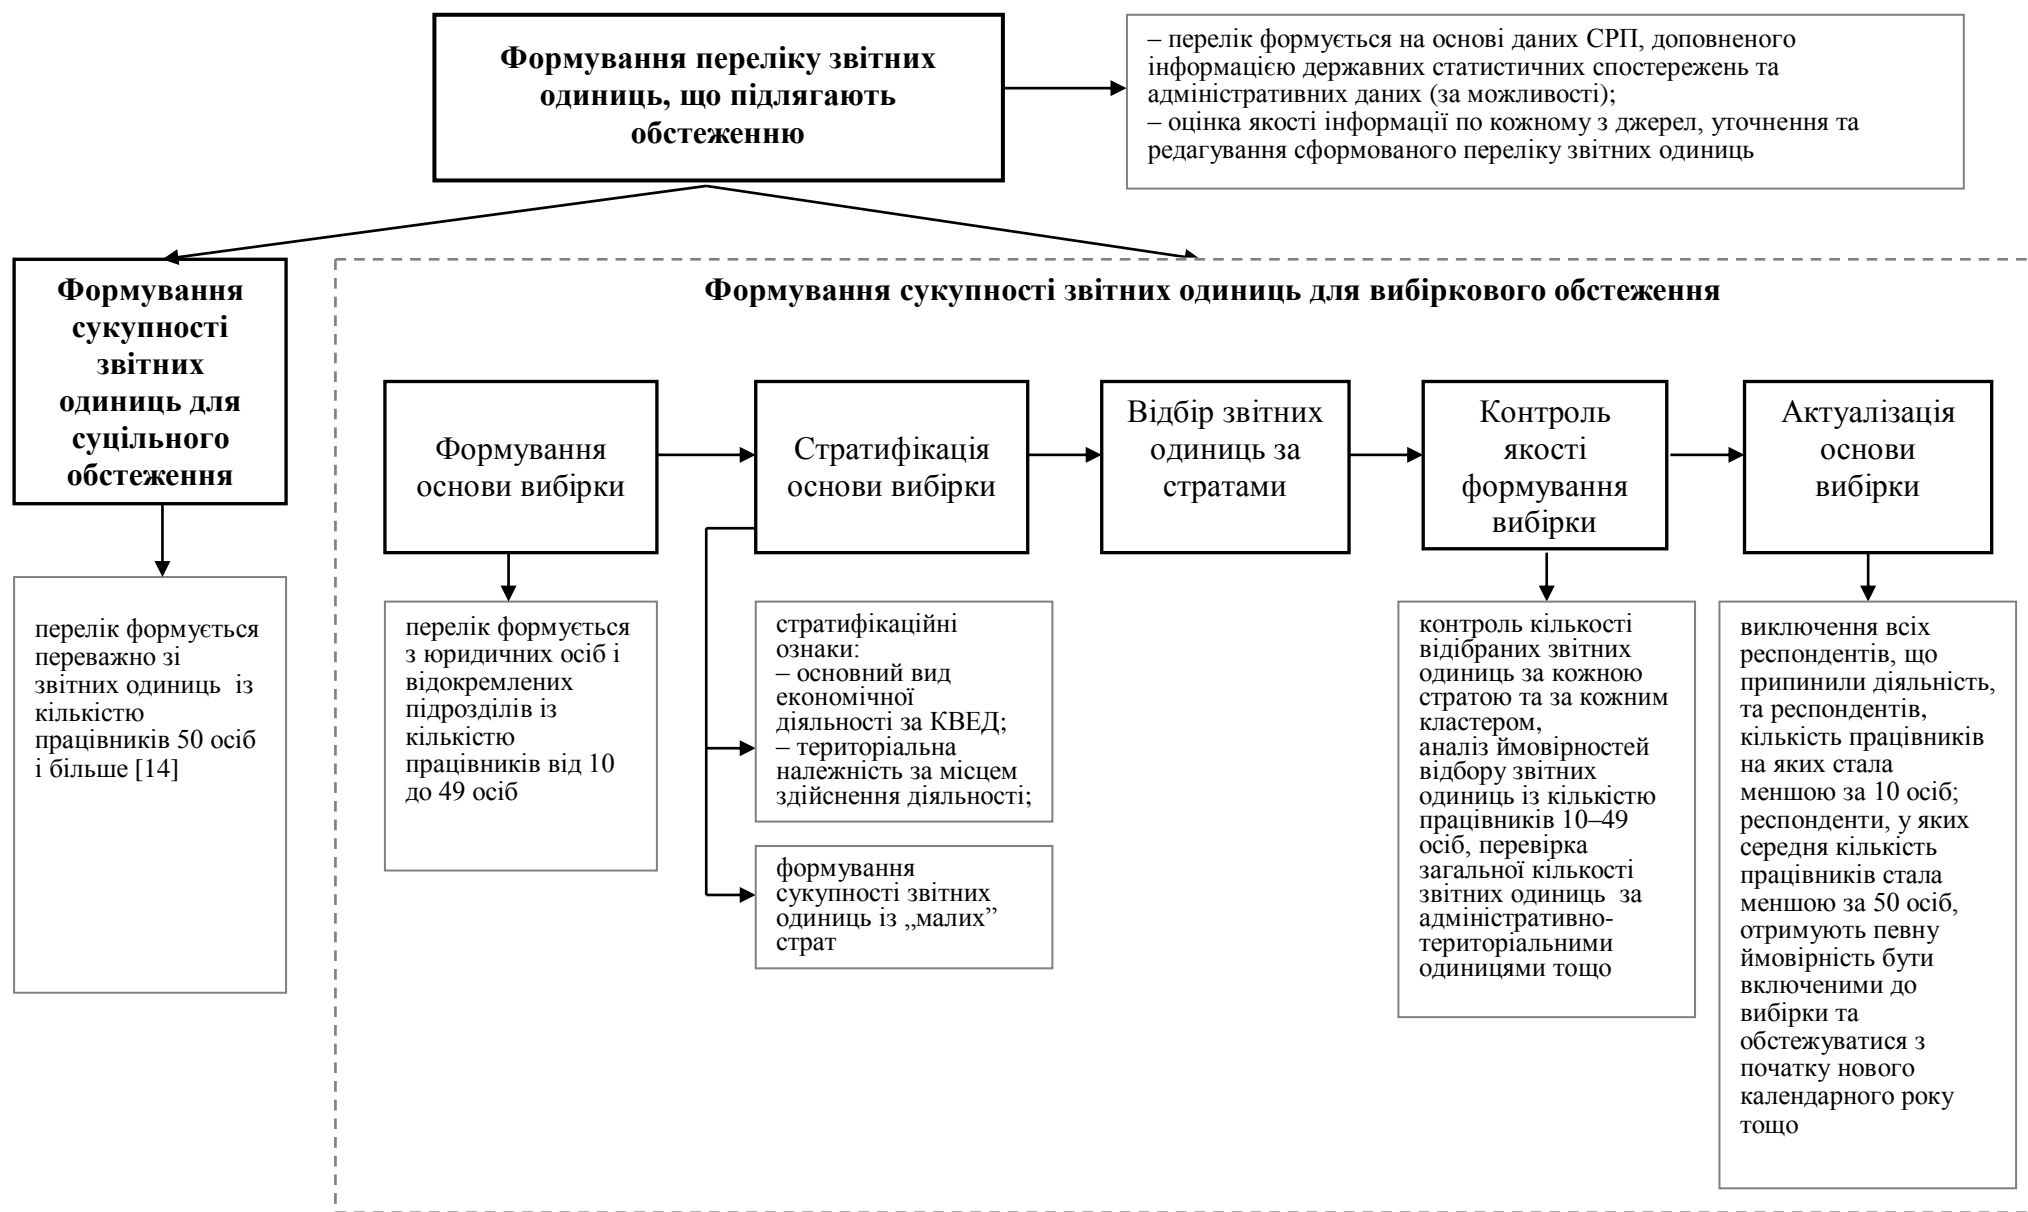 Формування переліку звітних
одиниць, що підлягають
обстеженню
– перелік формується на основі даних СРП, доповненого
інформацією державних статистичних спостережень та
адміністративних даних (за можливості);
– оцінка якості інформації по кожному з джерел, уточнення та
редагування сформованого переліку звітних одиниць
Формування
сукупності
звітних
одиниць для
суцільного
обстеження
перелік формується
переважно зі
звітних одиниць із
кількістю
працівників 50 осіб
і більше [14]
Формування сукупності звітних одиниць для вибіркового обстеження
Формування
основи вибірки
Стратифікація
основи вибірки
Відбір звітних
одиниць за
стратами
Контроль
якості
формування
вибірки
Актуалізація
основи
вибірки
перелік формується
з юридичних осіб і
відокремлених
підрозділів із
кількістю
працівників від 10
до 49 осіб
стратифікаційні
ознаки:
– основний вид
економічної
діяльності за КВЕД;
– територіальна
належність за місцем
здійснення діяльності;
формування
сукупності звітних
одиниць із „малих”
страт
контроль кількості
відібраних звітних
одиниць за кожною
стратою та за кожним
кластером,
аналіз ймовірностей
відбору звітних
одиниць із кількістю
працівників 10–49
осіб, перевірка
загальної кількості
звітних одиниць за
адміністративно-
територіальними
одиницями тощо
виключення всіх
респондентів, що
припинили діяльність,
та респондентів,
кількість працівників
на яких стала
меншою за 10 осіб;
респонденти, у яких
середня кількість
працівників стала
меншою за 50 осіб,
отримують певну
ймовірність бути
включеними до
вибірки та
обстежуватися з
початку нового
календарного року
тощо